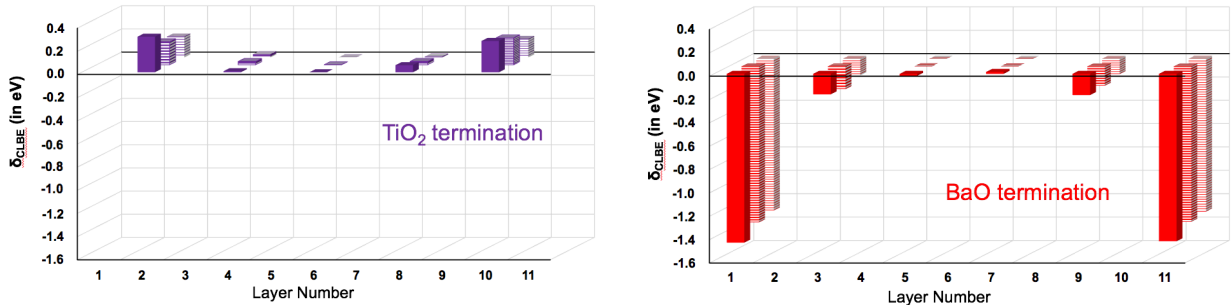 0.4
0.2
0.0
-0.2
-0.4
-0.6
-0.8
-1.0
-1.2
-1.4
-1.6
δCLBE (in eV)
TiO₂ termination
1 2 3 4 5 6 7 8 9 10 11
Layer Number
0.4
0.2
0.0
-0.2
-0.4
-0.6
-0.8
-1.0
-1.2
-1.4
-1.6
δCLBE (in eV)
BaO termination
1 2 3 4 5 6 7 8 9 10 11
Layer Number